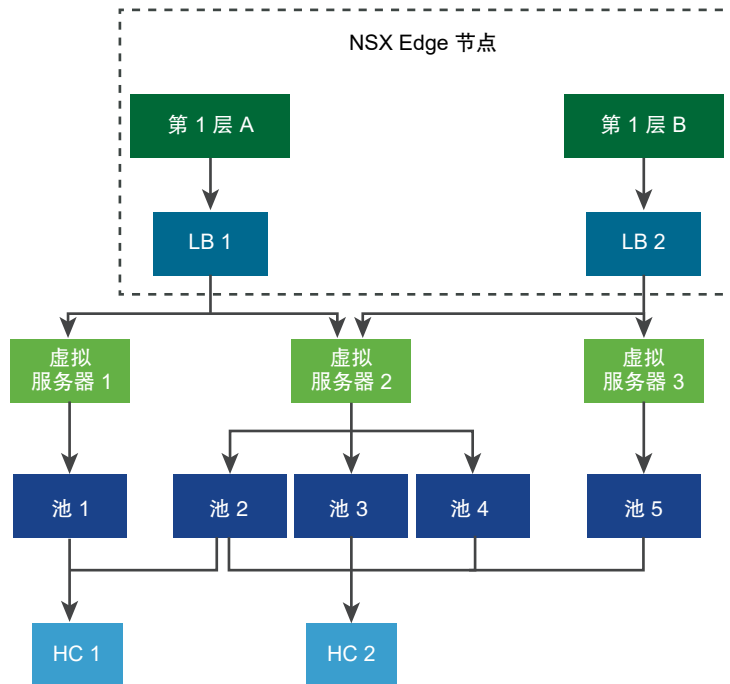 NSX Edge 节点
第 1 层 A
第 1 层 B
LB 1
LB 2
虚拟
服务器 1
虚拟
服务器 2
虚拟
服务器 3
池 1
池 2
池 3
池 4
池 5
HC 1
HC 2